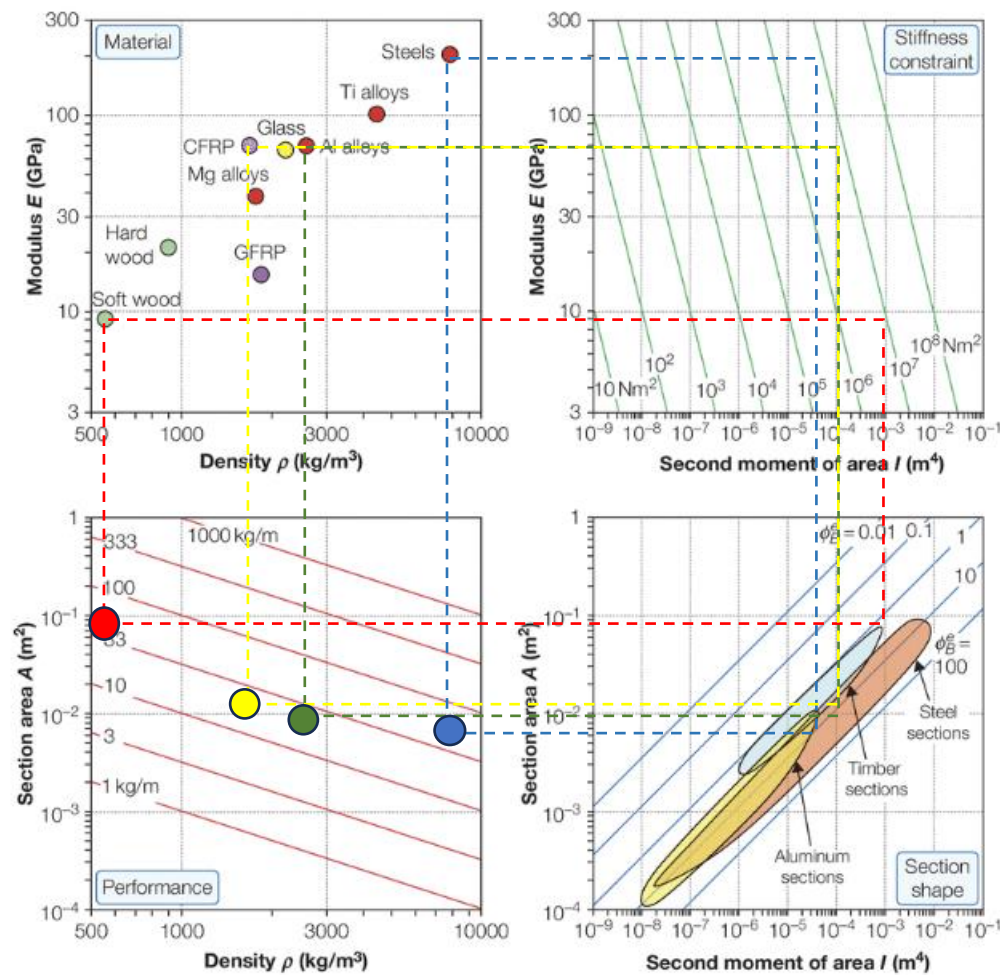 300
100
30
10
3
Modulus E (GPa)
Material
Steels
Ti alloys
Glass
CFRP
Al alloys
Mg alloys
Hard
wood
GFRP
Soft wood
500
1000
3000
10000
Density ρ (kg/m³)
300
100
30
10
3
Modulus E (GPa)
Stiffness
constraint
10 Nm²
10²
10³
10⁴
10⁵
10⁶
10⁷
10⁸ Nm²
10⁻⁹
10⁻⁸
10⁻⁷
10⁻⁶
10⁻⁵
10⁻⁴
10⁻³
10⁻²
10⁻¹
Second moment of area I (m⁴)
1
10⁻¹
10⁻²
10⁻³
10⁻⁴
Section area A (m²)
1000 kg/m
333
100
33
10
3
1 kg/m
Performance
500
1000
3000
10000
Density ρ (kg/m³)
1
10⁻¹
10⁻²
10⁻³
10⁻⁴
Section area A (m²)
ϕᵉ_B = 0.01
0.1
1
10
ϕᵉ_B =
100
Steel
sections
Timber
sections
Aluminum
sections
Section
shape
10⁻⁹
10⁻⁸
10⁻⁷
10⁻⁶
10⁻⁵
10⁻⁴
10⁻³
10⁻²
10⁻¹
Second moment of area I (m⁴)